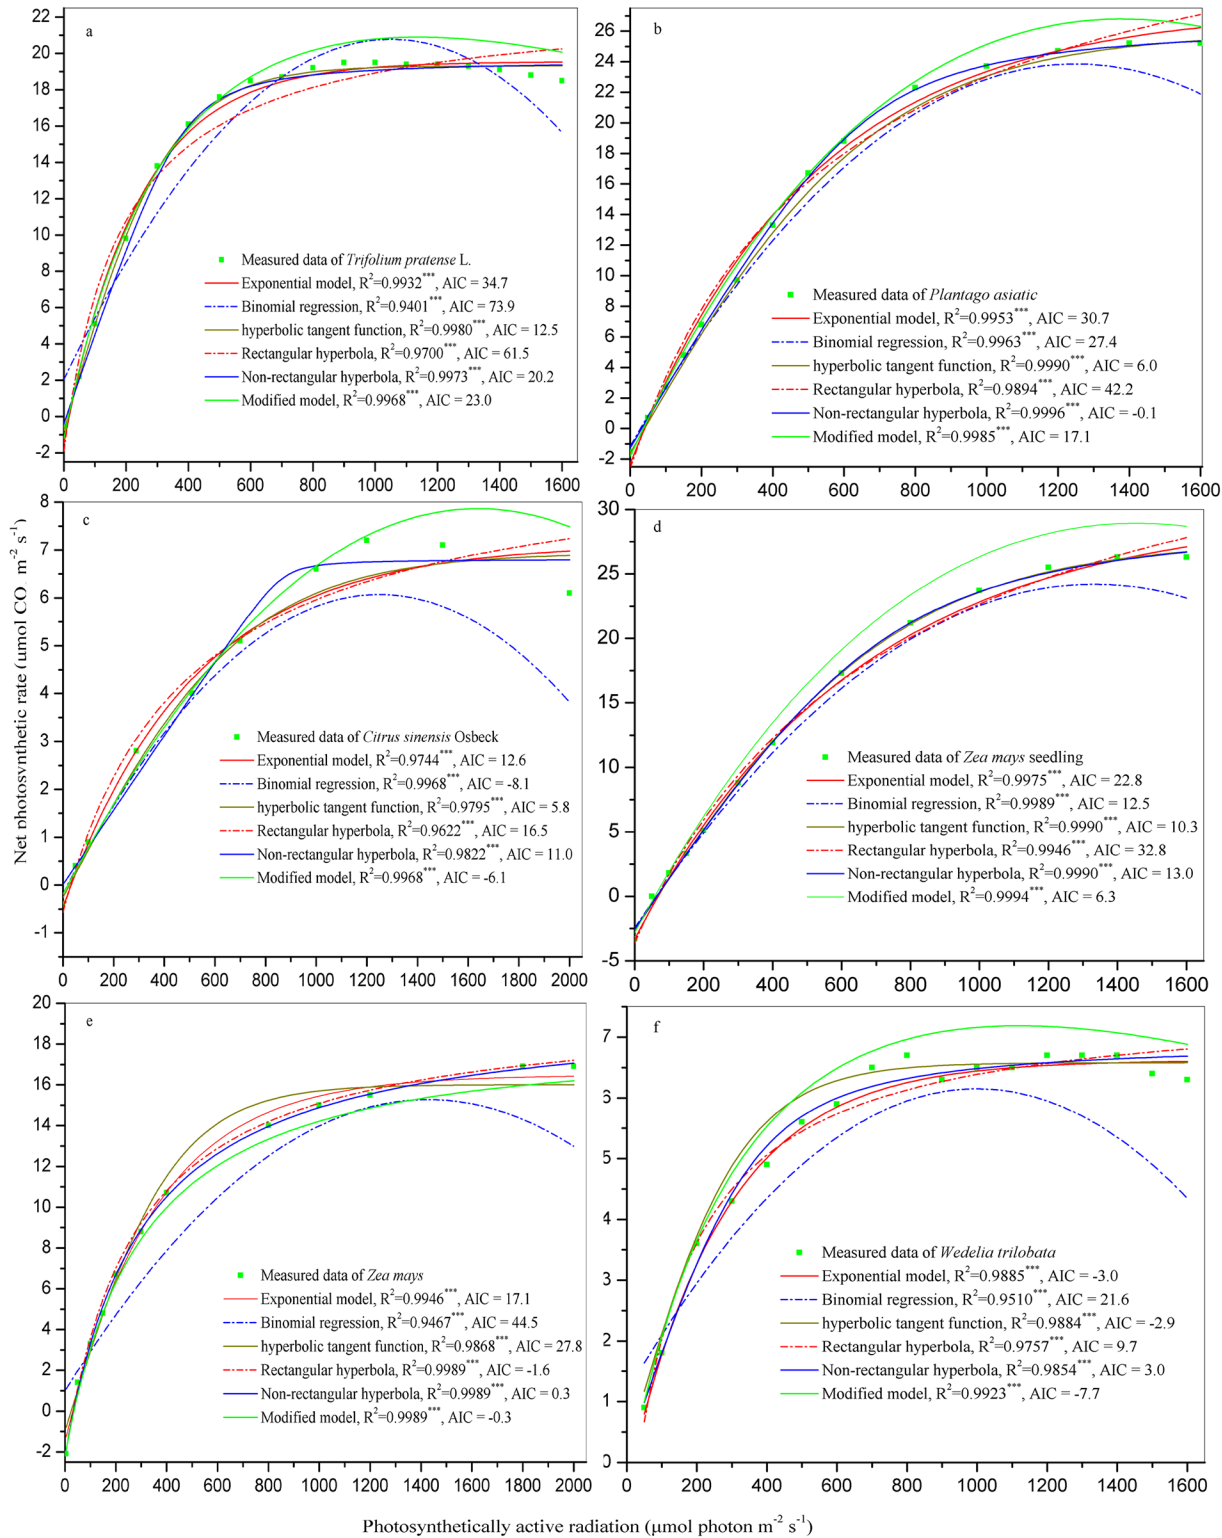 a
22
20
18
16
14
12
10
8
6
4
2
0
-2
Measured data of Trifolium pratense L.
Exponential model, R²=0.9932***, AIC = 34.7
Binomial regression, R²=0.9401***, AIC = 73.9
hyperbolic tangent function, R²=0.9980***, AIC = 12.5
Rectangular hyperbola, R²=0.9700***, AIC = 61.5
Non-rectangular hyperbola, R²=0.9973***, AIC = 20.2
Modified model, R²=0.9968***, AIC = 23.0
0 200 400 600 800 1000 1200 1400 1600
b
26
24
22
20
18
16
14
12
10
8
6
4
2
0
-2
Measured data of Plantago asiatic
Exponential model, R²=0.9953***, AIC = 30.7
Binomial regression, R²=0.9963***, AIC = 27.4
hyperbolic tangent function, R²=0.9990***, AIC = 6.0
Rectangular hyperbola, R²=0.9894***, AIC = 42.2
Non-rectangular hyperbola, R²=0.9996***, AIC = -0.1
Modified model, R²=0.9985***, AIC = 17.1
0 200 400 600 800 1000 1200 1400 1600
Net photosynthetic rate (μmol CO m⁻² s⁻¹)
c
8
7
6
5
4
3
2
1
0
-1
Measured data of Citrus sinensis Osbeck
Exponential model, R²=0.9744***, AIC = 12.6
Binomial regression, R²=0.9968***, AIC = -8.1
hyperbolic tangent function, R²=0.9795***, AIC = 5.8
Rectangular hyperbola, R²=0.9622***, AIC = 16.5
Non-rectangular hyperbola, R²=0.9822***, AIC = 11.0
Modified model, R²=0.9968***, AIC = -6.1
0 200 400 600 800 1000 1200 1400 1600 1800 2000
d
30
25
20
15
10
5
0
-5
Measured data of Zea mays seedling
Exponential model, R²=0.9975***, AIC = 22.8
Binomial regression, R²=0.9989***, AIC = 12.5
hyperbolic tangent function, R²=0.9990***, AIC = 10.3
Rectangular hyperbola, R²=0.9946***, AIC = 32.8
Non-rectangular hyperbola, R²=0.9990***, AIC = 13.0
Modified model, R²=0.9994***, AIC = 6.3
0 200 400 600 800 1000 1200 1400 1600
e
20
18
16
14
12
10
8
6
4
2
0
-2
Measured data of Zea mays
Exponential model, R²=0.9946***, AIC = 17.1
Binomial regression, R²=0.9467***, AIC = 44.5
hyperbolic tangent function, R²=0.9868***, AIC = 27.8
Rectangular hyperbola, R²=0.9989***, AIC = -1.6
Non-rectangular hyperbola, R²=0.9989***, AIC = 0.3
Modified model, R²=0.9989***, AIC = -0.3
0 200 400 600 800 1000 1200 1400 1600 1800 2000
f
7
6
5
4
3
2
1
0
Measured data of Wedelia trilobata
Exponential model, R²=0.9885***, AIC = -3.0
Binomial regression, R²=0.9510***, AIC = 21.6
hyperbolic tangent function, R²=0.9884***, AIC = -2.9
Rectangular hyperbola, R²=0.9757***, AIC = 9.7
Non-rectangular hyperbola, R²=0.9854***, AIC = 3.0
Modified model, R²=0.9923***, AIC = -7.7
0 200 400 600 800 1000 1200 1400 1600
Photosynthetically active radiation (μmol photon m⁻² s⁻¹)